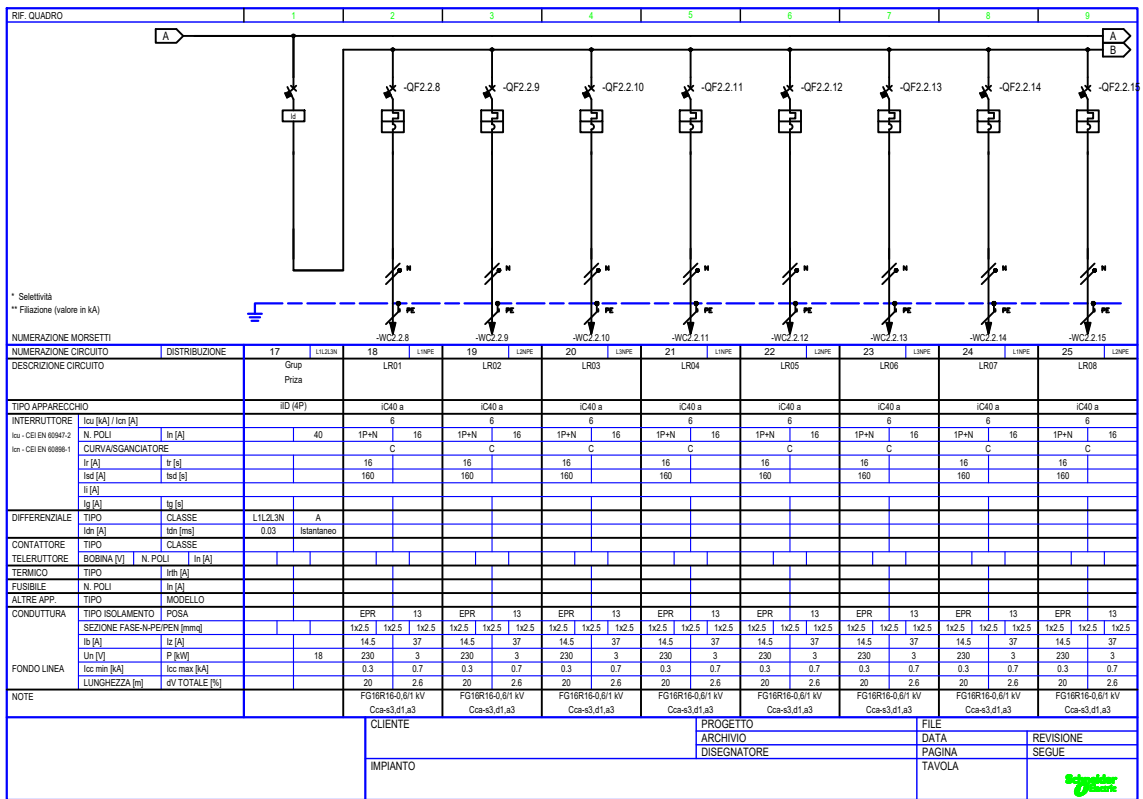 RIF. QUADRO 1 2 3 4 5 6 7 8 9
A A
B
-QF2.2.8 -QF2.2.9 -QF2.2.10 -QF2.2.11 -QF2.2.12 -QF2.2.13 -QF2.2.14 -QF2.2.15
Id
N N N N N N N N
* Selettività
** Filiazione (valore in kA)
PE PE PE PE PE PE PE PE
NUMERAZIONE MORSETTI -WC2.2.8 -WC2.2.9 -WC2.2.10 -WC2.2.11 -WC2.2.12 -WC2.2.13 -WC2.2.14 -WC2.2.15
NUMERAZIONE CIRCUITO DISTRIBUZIONE 17 L1L2L3N 18 L1NPE 19 L2NPE 20 L3NPE 21 L1NPE 22 L2NPE 23 L3NPE 24 L1NPE 25 L2NPE
DESCRIZIONE CIRCUITO Grup LR01 LR02 LR03 LR04 LR05 LR06 LR07 LR08
Priza
TIPO APPARECCHIO iID (4P) iC40 a iC40 a iC40 a iC40 a iC40 a iC40 a iC40 a iC40 a
INTERRUTTORE Icu [kA] / Icn [A] 6 6 6 6 6 6 6 6
Icu - CEI EN 60947-2 N. POLI In [A] 40 1P+N 16 1P+N 16 1P+N 16 1P+N 16 1P+N 16 1P+N 16 1P+N 16 1P+N 16
Icn - CEI EN 60898-1 CURVA/SGANCIATORE C C C C C C C C
Ir [A] tr [s] 16 16 16 16 16 16 16 16
Isd [A] tsd [s] 160 160 160 160 160 160 160 160
Ii [A]
Ig [A] tg [s]
DIFFERENZIALE TIPO CLASSE L1L2L3N A
Idn [A] tdn [ms] 0.03 Istantaneo
CONTATTORE TIPO CLASSE
TELERUTTORE BOBINA [V] N. POLI In [A]
TERMICO TIPO Irth [A]
FUSIBILE N. POLI In [A]
ALTRE APP. TIPO MODELLO
CONDUTTURA TIPO ISOLAMENTO POSA EPR 13 EPR 13 EPR 13 EPR 13 EPR 13 EPR 13 EPR 13 EPR 13
SEZIONE FASE-N-PE/PEN [mmq] 1x2.5 1x2.5 1x2.5 1x2.5 1x2.5 1x2.5 1x2.5 1x2.5 1x2.5 1x2.5 1x2.5 1x2.5 1x2.5 1x2.5 1x2.5 1x2.5 1x2.5 1x2.5 1x2.5 1x2.5 1x2.5 1x2.5 1x2.5 1x2.5
Ib [A] Iz [A] 14.5 37 14.5 37 14.5 37 14.5 37 14.5 37 14.5 37 14.5 37 14.5 37
Un [V] P [kW] 18 230 3 230 3 230 3 230 3 230 3 230 3 230 3 230 3
FONDO LINEA Icc min [kA] Icc max [kA] 0.3 0.7 0.3 0.7 0.3 0.7 0.3 0.7 0.3 0.7 0.3 0.7 0.3 0.7 0.3 0.7
LUNGHEZZA [m] dV TOTALE [%] 20 2.6 20 2.6 20 2.6 20 2.6 20 2.6 20 2.6 20 2.6 20 2.6
NOTE FG16R16-0,6/1 kV FG16R16-0,6/1 kV FG16R16-0,6/1 kV FG16R16-0,6/1 kV FG16R16-0,6/1 kV FG16R16-0,6/1 kV FG16R16-0,6/1 kV FG16R16-0,6/1 kV
Cca-s3,d1,a3 Cca-s3,d1,a3 Cca-s3,d1,a3 Cca-s3,d1,a3 Cca-s3,d1,a3 Cca-s3,d1,a3 Cca-s3,d1,a3 Cca-s3,d1,a3
CLIENTE PROGETTO FILE
ARCHIVIO DATA REVISIONE
DISEGNATORE PAGINA SEGUE
IMPIANTO TAVOLA
Schneider
Electric